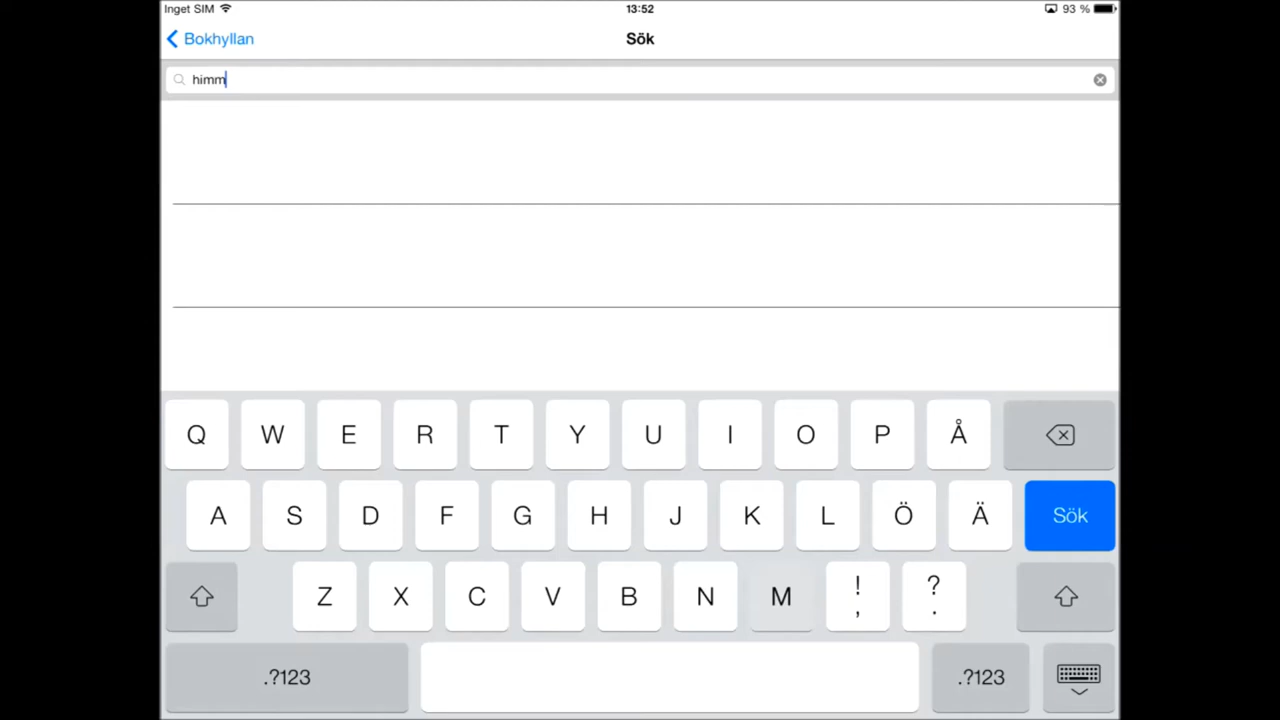 Inget SIM 13:52 93 %
Bokhyllan Sök
himm
Q W E R T Y U I O P Å
A S D F G H J K L Ö Ä Sök
Z X C V B N M ! , ? .
.?123 .?123